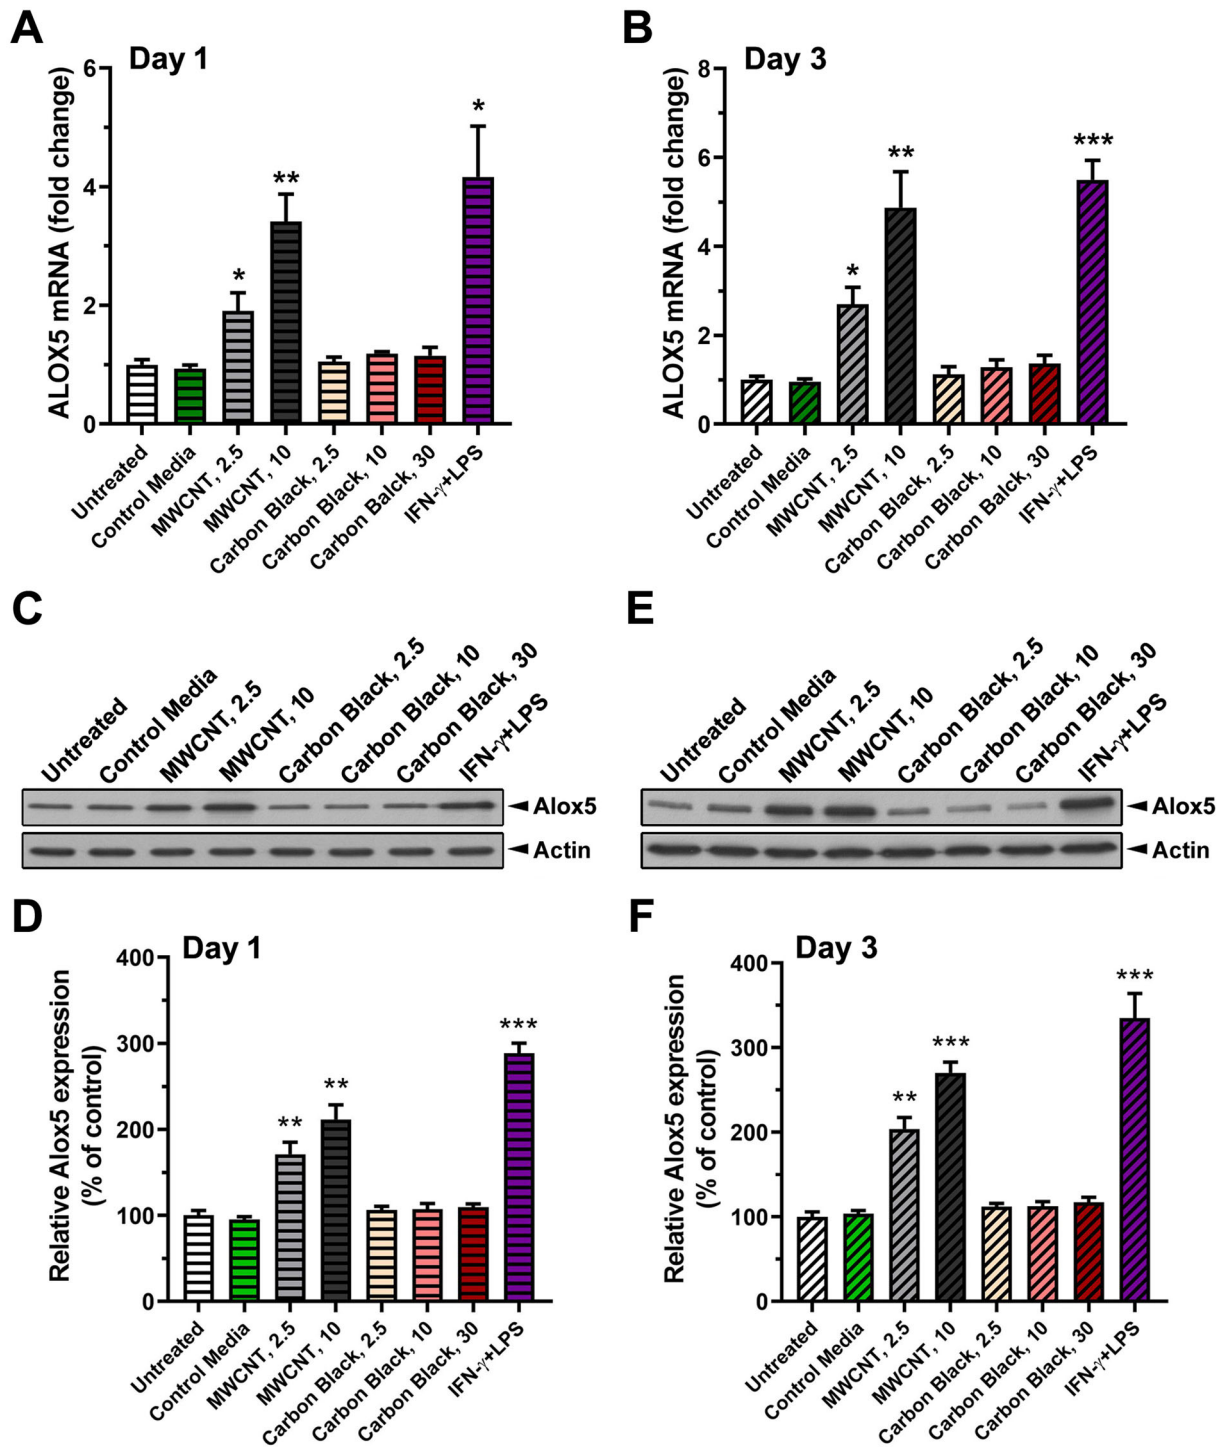 A
Day 1
ALOX5 mRNA (fold change)
6
4
2
0
*
**
*
Untreated
Control Media
MWCNT, 2.5
MWCNT, 10
Carbon Black, 2.5
Carbon Black, 10
Carbon Balck, 30
IFN-γ+LPS
B
Day 3
ALOX5 mRNA (fold change)
8
6
4
2
0
*
**
***
Untreated
Control Media
MWCNT, 2.5
MWCNT, 10
Carbon Black, 2.5
Carbon Black, 10
Carbon Balck, 30
IFN-γ+LPS
C
Untreated
Control Media
MWCNT, 2.5
MWCNT, 10
Carbon Black, 2.5
Carbon Black, 10
Carbon Black, 30
IFN-γ+LPS
Alox5
Actin
E
Untreated
Control Media
MWCNT, 2.5
MWCNT, 10
Carbon Black, 2.5
Carbon Black, 10
Carbon Black, 30
IFN-γ+LPS
Alox5
Actin
D
Day 1
Relative Alox5 expression
(% of control)
400
300
200
100
0
**
**
***
Untreated
Control Media
MWCNT, 2.5
MWCNT, 10
Carbon Black, 2.5
Carbon Black, 10
Carbon Black, 30
IFN-γ+LPS
F
Day 3
Relative Alox5 expression
(% of control)
400
300
200
100
0
**
***
***
Untreated
Control Media
MWCNT, 2.5
MWCNT, 10
Carbon Black, 2.5
Carbon Black, 10
Carbon Black, 30
IFN-γ+LPS